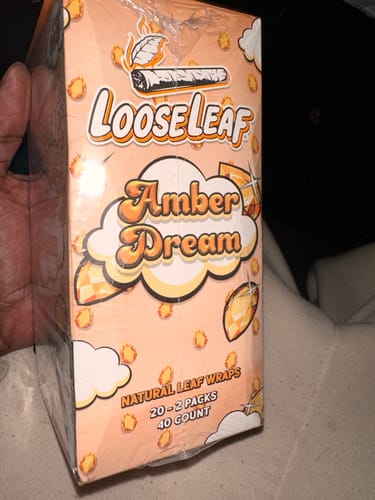 LOOSELEAF
Amber
Dream
NATURAL LEAF WRAPS
20 - 2 PACKS
40 COUNT